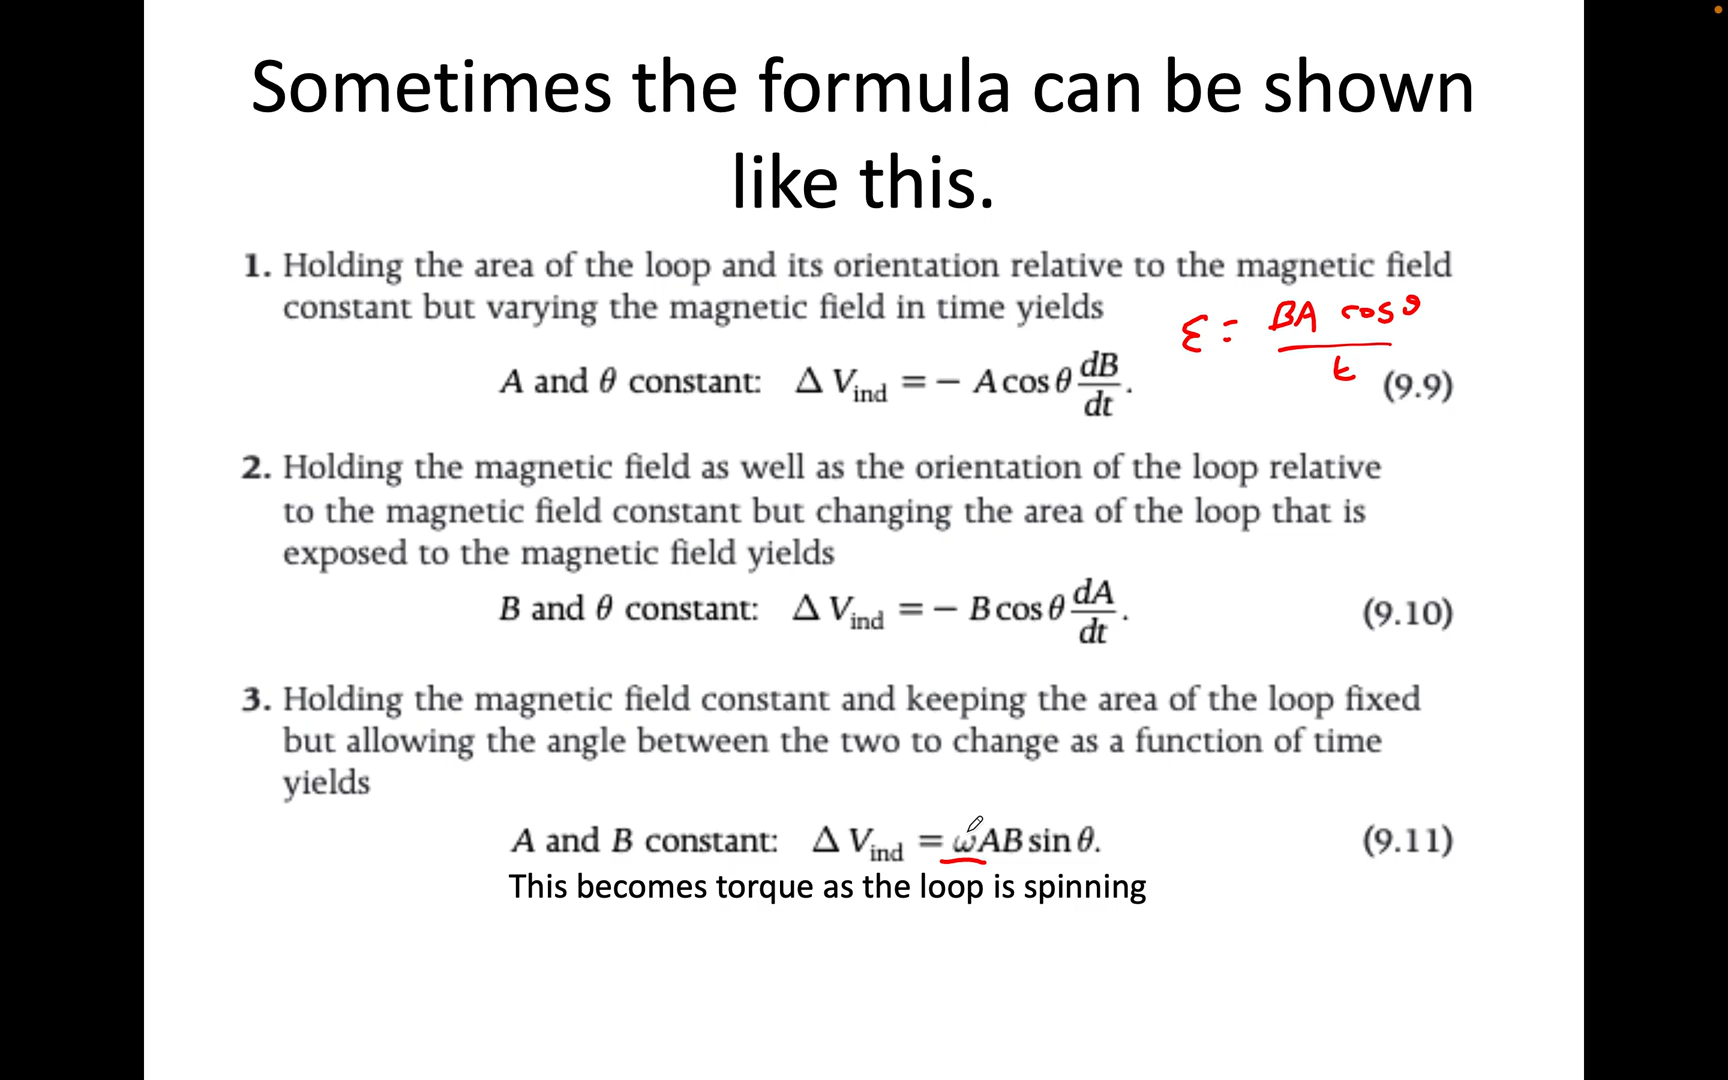 Sometimes the formula can be shown
like this.
1. Holding the area of the loop and its orientation relative to the magnetic field
constant but varying the magnetic field in time yields
ε = BA cos θ / t
A and θ constant: Δ V_ind = − A cos θ dB/dt. (9.9)
2. Holding the magnetic field as well as the orientation of the loop relative
to the magnetic field constant but changing the area of the loop that is
exposed to the magnetic field yields
B and θ constant: Δ V_ind = − B cos θ dA/dt. (9.10)
3. Holding the magnetic field constant and keeping the area of the loop fixed
but allowing the angle between the two to change as a function of time
yields
A and B constant: Δ V_ind = ωAB sin θ. (9.11)
This becomes torque as the loop is spinning